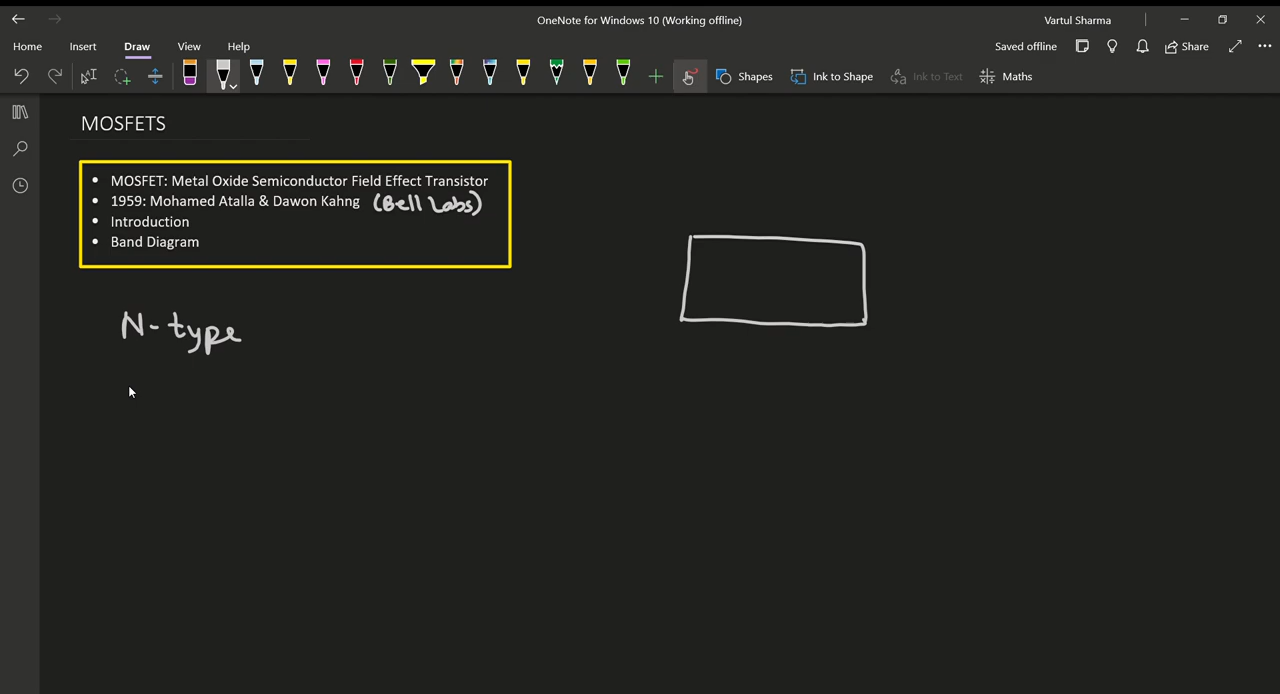 OneNote for Windows 10 (Working offline)
Vartul Sharma
Home Insert Draw View Help
Saved offline Share
Shapes Ink to Shape Ink to Text Maths
MOSFETS
• MOSFET: Metal Oxide Semiconductor Field Effect Transistor
• 1959: Mohamed Atalla & Dawon Kahng (Bell Labs)
• Introduction
• Band Diagram
N-type